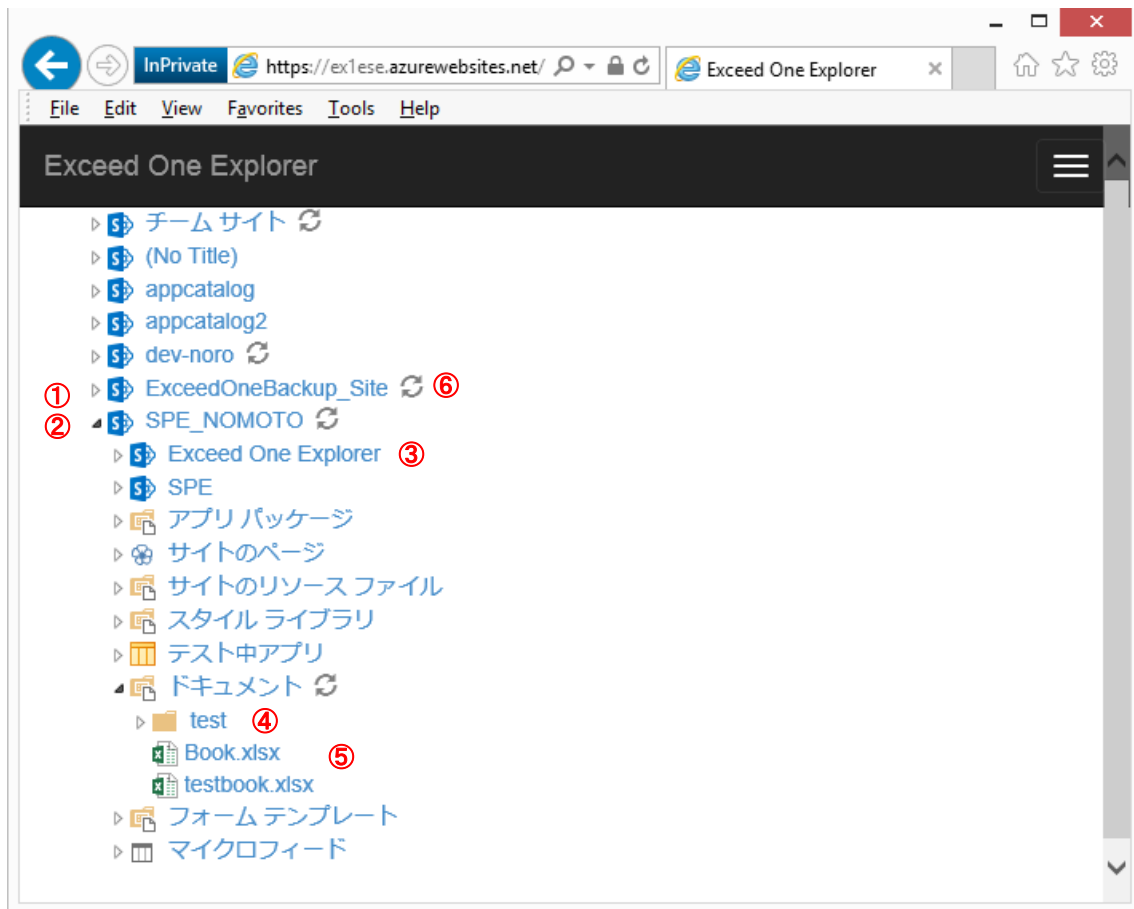 InPrivate https://ex1ese.azurewebsites.net/ Exceed One Explorer
File Edit View Favorites Tools Help
Exceed One Explorer
チーム サイト
(No Title)
appcatalog
appcatalog2
dev-noro
① ExceedOneBackup_Site ⑥
② SPE_NOMOTO
Exceed One Explorer ③
SPE
アプリ パッケージ
サイトのページ
サイトのリソース ファイル
スタイル ライブラリ
テスト中アプリ
ドキュメント
test ④
Book.xlsx ⑤
testbook.xlsx
フォーム テンプレート
マイクロフィード